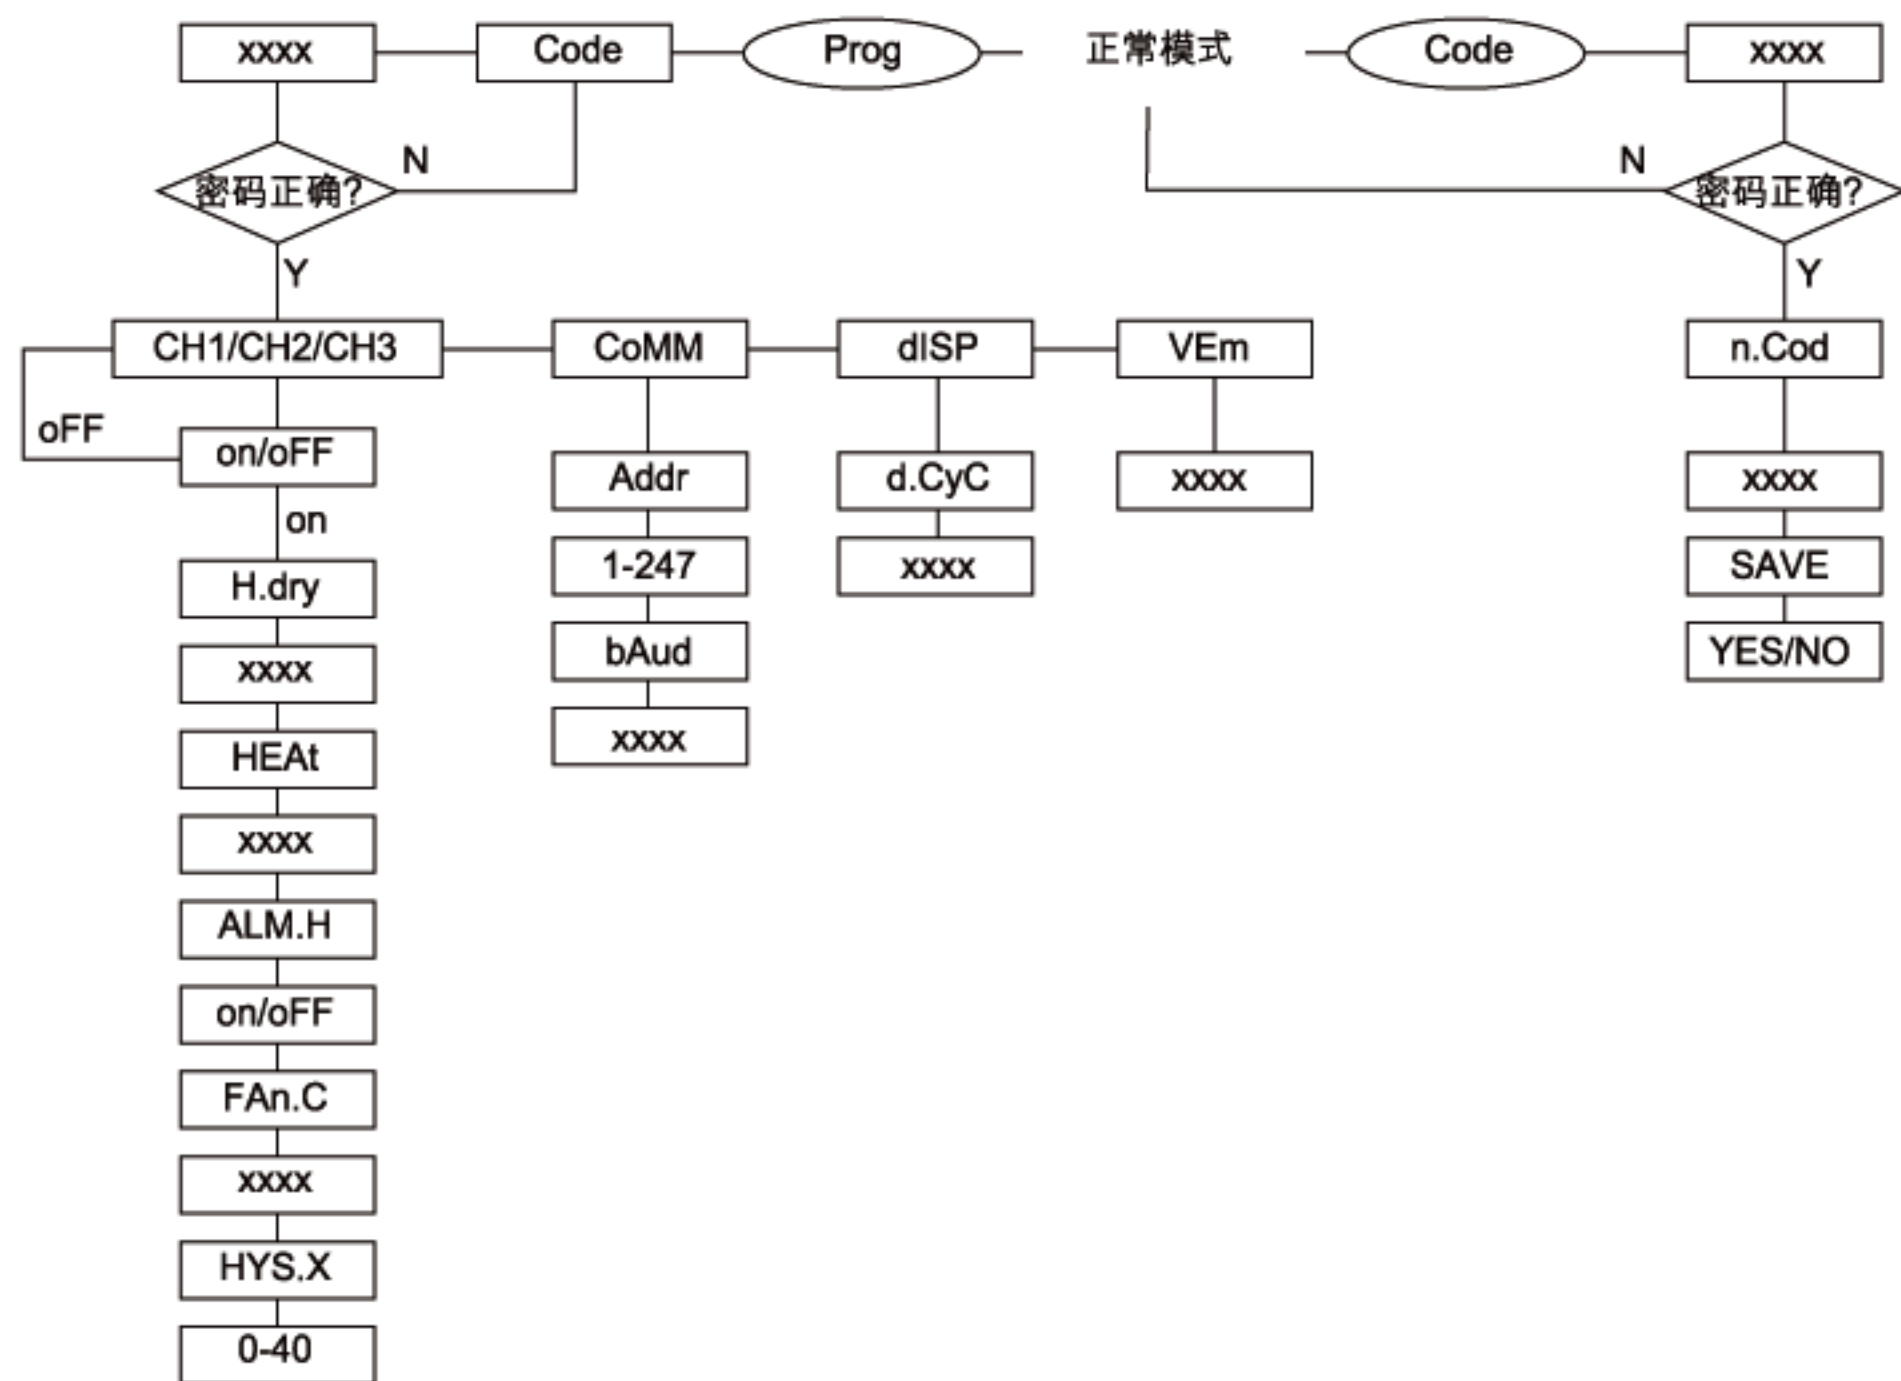 xxxx
Code
Prog
正常模式
Code
xxxx
密码正确?
N
N
密码正确?
Y
Y
CH1/CH2/CH3
CoMM
dISP
VEm
n.Cod
oFF
on/oFF
Addr
d.CyC
xxxx
xxxx
on
H.dry
1-247
xxxx
SAVE
xxxx
bAud
YES/NO
HEAt
xxxx
xxxx
ALM.H
on/oFF
FAn.C
xxxx
HYS.X
0-40